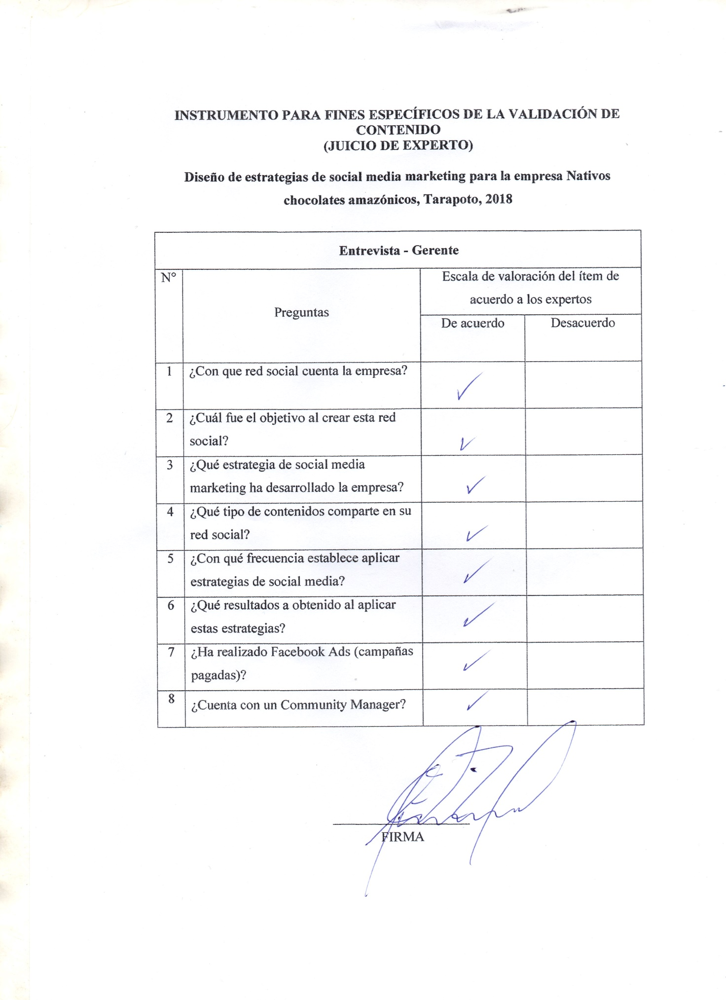 INSTRUMENTO PARA FINES ESPECÍFICOS DE LA VALIDACIÓN DE
CONTENIDO
(JUICIO DE EXPERTO)
Diseño de estrategias de social media marketing para la empresa Nativos
chocolates amazónicos, Tarapoto, 2018
Entrevista - Gerente
N°
Preguntas
Escala de valoración del ítem de
acuerdo a los expertos
De acuerdo
Desacuerdo
1
¿Con que red social cuenta la empresa?
✓
2
¿Cuál fue el objetivo al crear esta red
social?
✓
3
¿Qué estrategia de social media
marketing ha desarrollado la empresa?
✓
4
¿Qué tipo de contenidos comparte en su
red social?
✓
5
¿Con qué frecuencia establece aplicar
estrategias de social media?
✓
6
¿Qué resultados a obtenido al aplicar
estas estrategias?
✓
7
¿Ha realizado Facebook Ads (campañas
pagadas)?
✓
8
¿Cuenta con un Community Manager?
✓
FIRMA